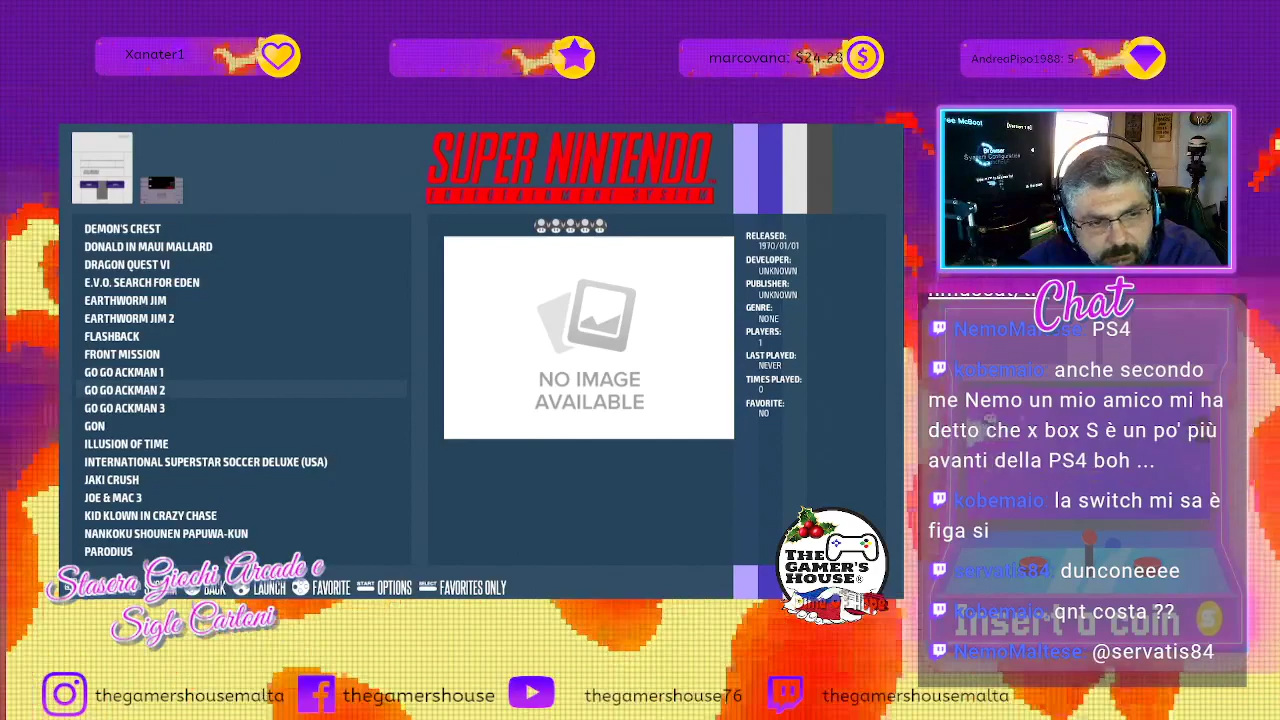 Xanater1
marcovana: $24.28
AndreaPipo1988: 5
SUPER NINTENDO
ENTERTAINMENT SYSTEM
DEMON'S CREST
DONALD IN MAUI MALLARD
DRAGON QUEST VI
E.V.O. SEARCH FOR EDEN
EARTHWORM JIM
EARTHWORM JIM 2
FLASHBACK
FRONT MISSION
GO GO ACKMAN 1
GO GO ACKMAN 2
GO GO ACKMAN 3
GON
ILLUSION OF TIME
INTERNATIONAL SUPERSTAR SOCCER DELUXE (USA)
JAKI CRUSH
JOE & MAC 3
KID KLOWN IN CRAZY CHASE
NANKOKU SHOUNEN PAPUWA-KUN
PARODIUS
NO IMAGE
AVAILABLE
RELEASED:
1970/01/01
DEVELOPER:
UNKNOWN
PUBLISHER:
UNKNOWN
GENRE:
NONE
PLAYERS:
1
LAST PLAYED:
NEVER
TIMES PLAYED:
0
FAVORITE:
NO
BACK LAUNCH FAVORITE START OPTIONS SELECT FAVORITES ONLY
Stasera Giochi Arcade e
Sigle Cartoni
THE
GAMER'S
HOUSE®
ee McBoot
Browser
System Configuration
Chat
NemoMaltese: PS4
kobemaio: anche secondo
me Nemo un mio amico mi ha
detto che x box S è un po' più
avanti della PS4 boh ...
kobemaio: la switch mi sa è
figa si
servatis84: dunconeeee
kobemaio: qnt costa ??
Insert a coin
NemoMaltese: @servatis84
thegamershousemalta
thegamershouse
thegamershouse76
thegamershousemalta